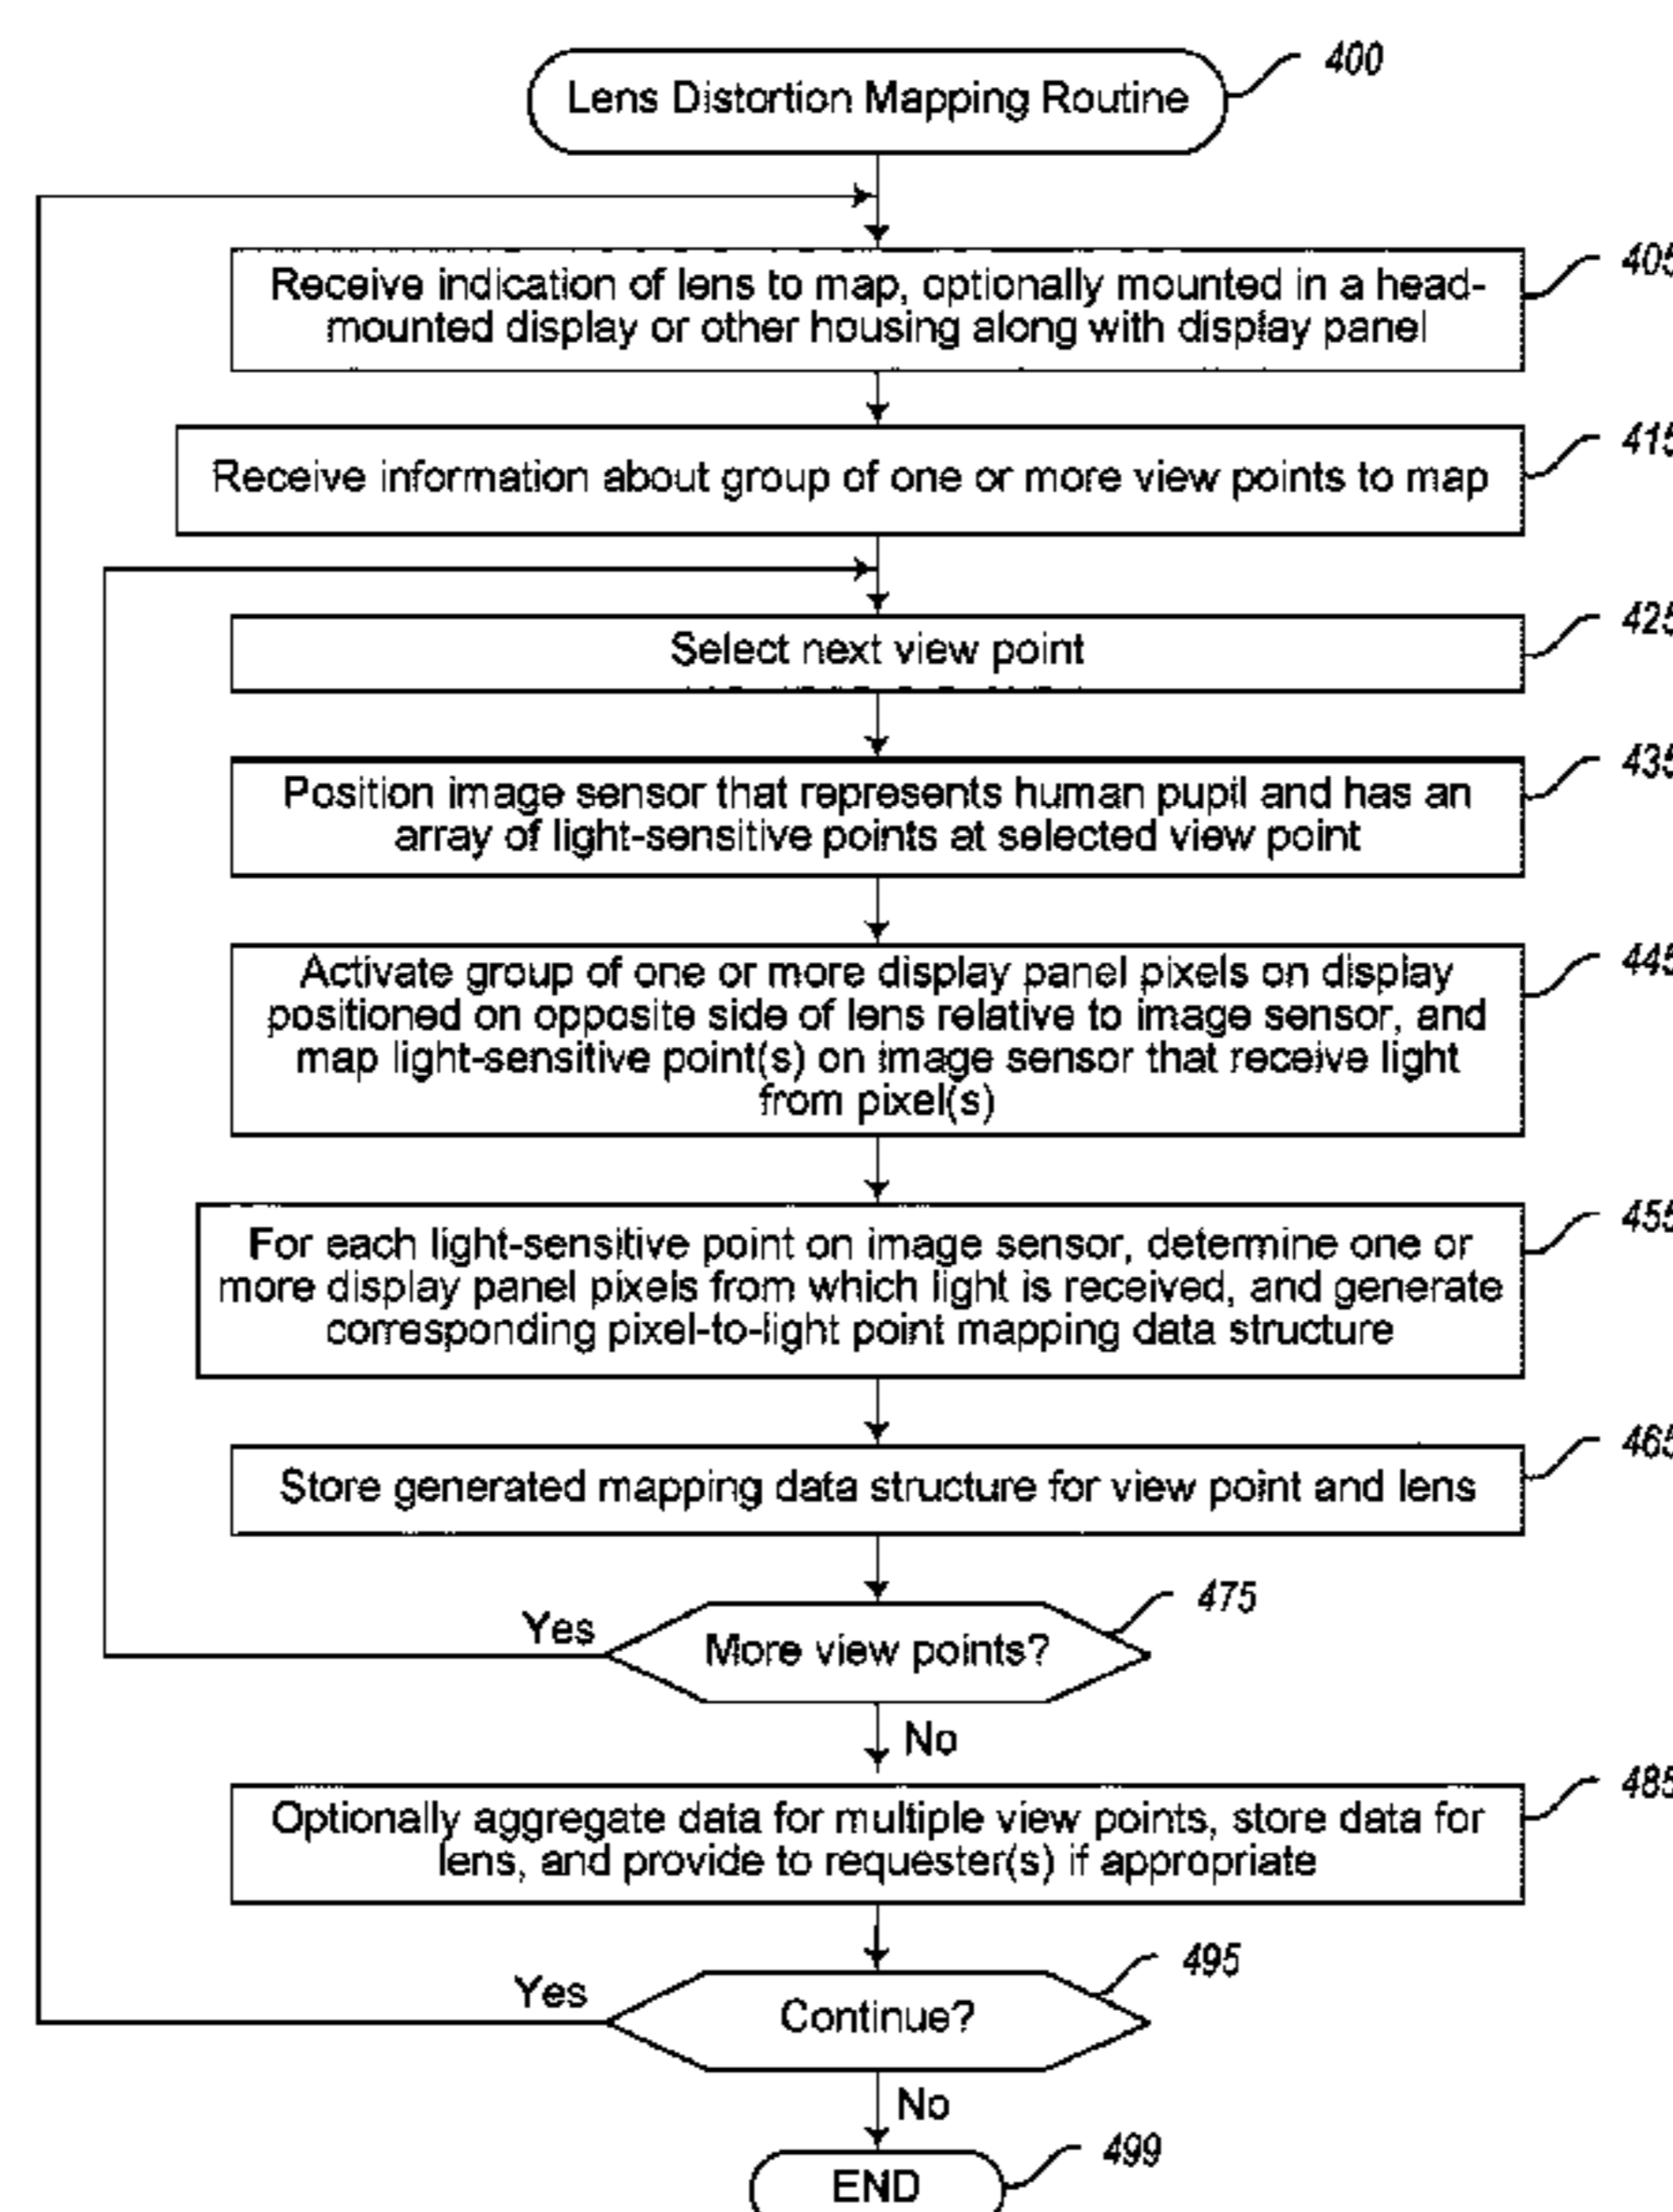 400
Lens Distortion Mapping Routine
405
Receive indication of lens to map, optionally mounted in a head-
mounted display or other housing along with display panel
415
Receive information about group of one or more view points to map
425
Select next view point
435
Position image sensor that represents human pupil and has an
array of light-sensitive points at selected view point
445
Activate group of one or more display panel pixels on display
positioned on opposite side of lens relative to image sensor, and
map light-sensitive point(s) on image sensor that receive light
from pixel(s)
455
For each light-sensitive point on image sensor, determine one or
more display panel pixels from which light is received, and generate
corresponding pixel-to-light point mapping data structure
465
Store generated mapping data structure for view point and lens
475
Yes
More view points?
No
485
Optionally aggregate data for multiple view points, store data for
lens, and provide to requester(s) if appropriate
495
Yes
Continue?
No
499
END